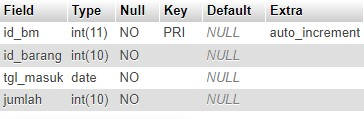 Field Type Null Key Default Extra
id_bm int(11) NO PRI NULL auto_increment
id_barang int(10) NO NULL
tgl_masuk date NO NULL
jumlah int(10) NO NULL